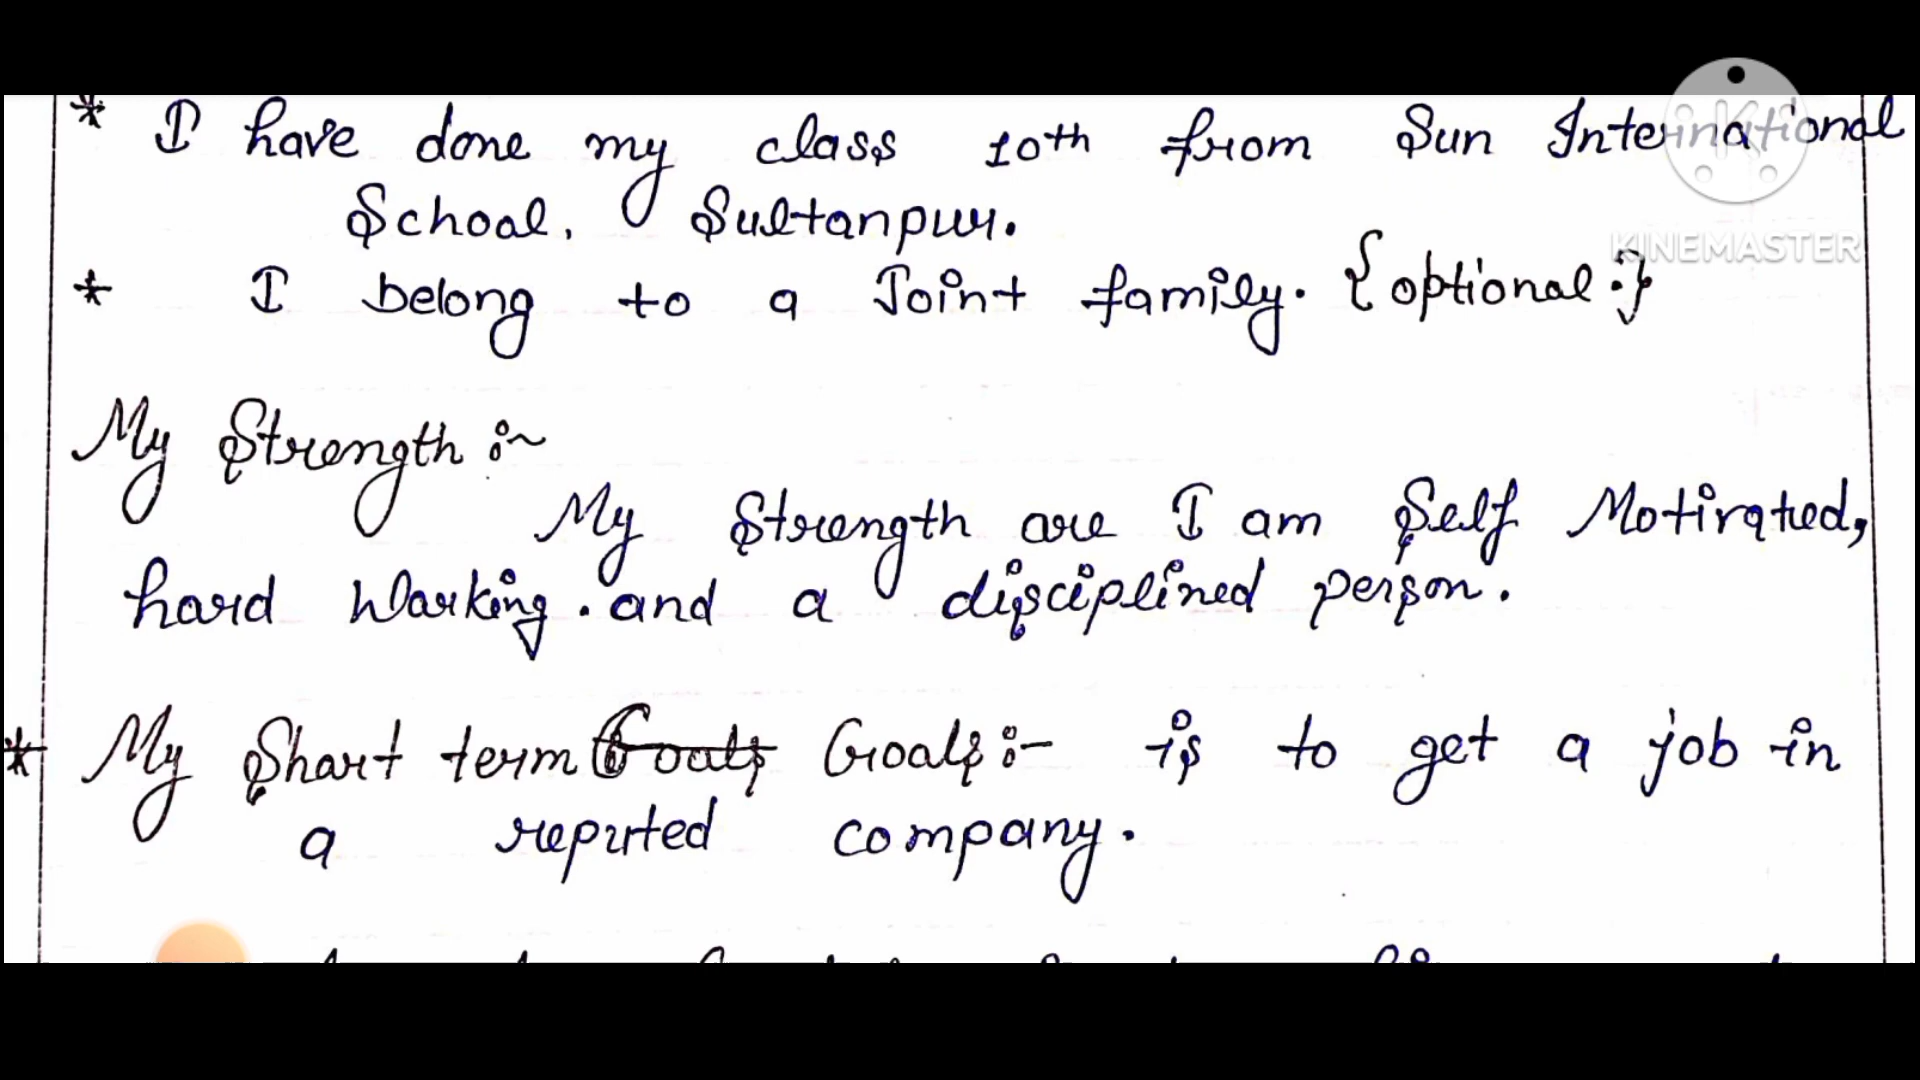 * I have done my class 10th from Sun International
School, Sultanpur.
* I belong to a Joint family. {optional.}
My Strength :~
My Strength are I am Self Motivated,
hard Working. and a disciplined person.
* My Short term Goals Goals :- is to get a job in
a reputed company.
KINEMASTER